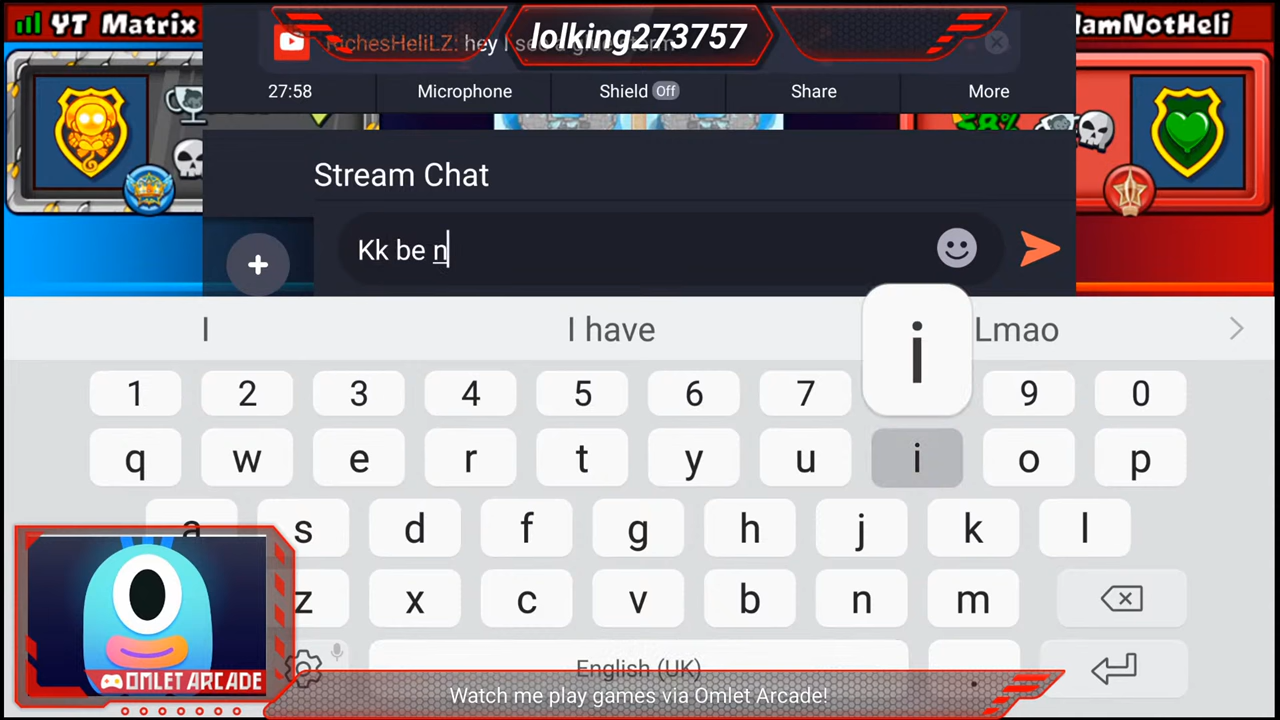 YT Matrix
lolking273757
IamNotHeli
RichesHeliLZ: hey I see
27:58
Microphone
Shield Off
Share
More
Stream Chat
Kk be n
I
I have
Lmao
i
1 2 3 4 5 6 7 9 0
q w e r t y u i o p
a s d f g h j k l
z x c v b n m
English (UK)
.
OMLET ARCADE
Watch me play games via Omlet Arcade!